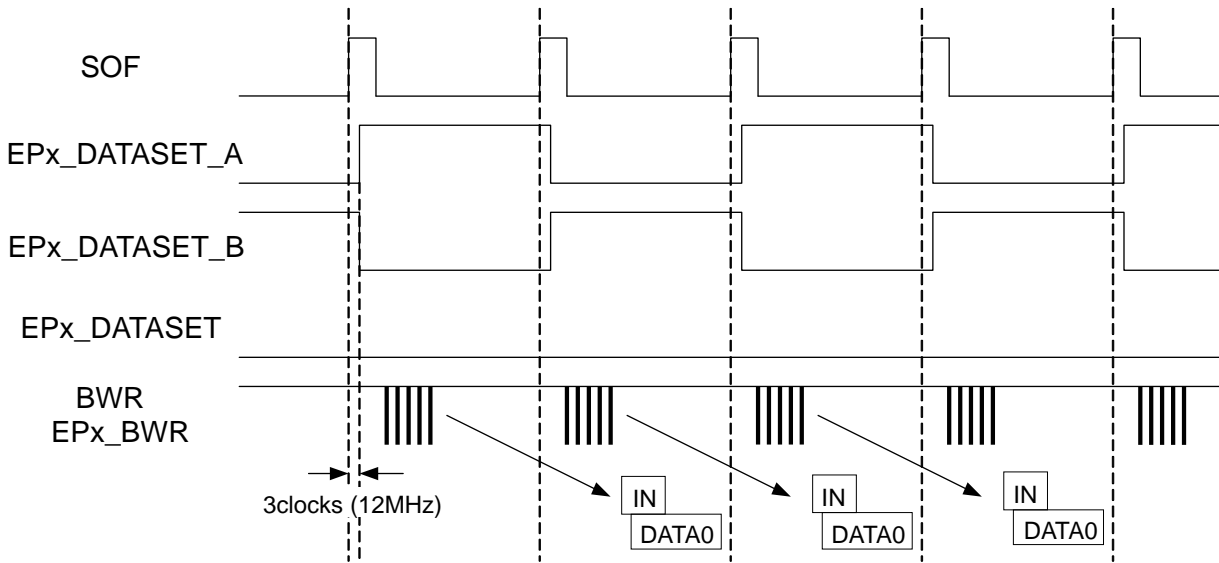 SOF
EPx_DATASET_A
EPx_DATASET_B
EPx_DATASET
BWR
EPx_BWR
3clocks (12MHz)
IN
DATA0
IN
DATA0
IN
DATA0